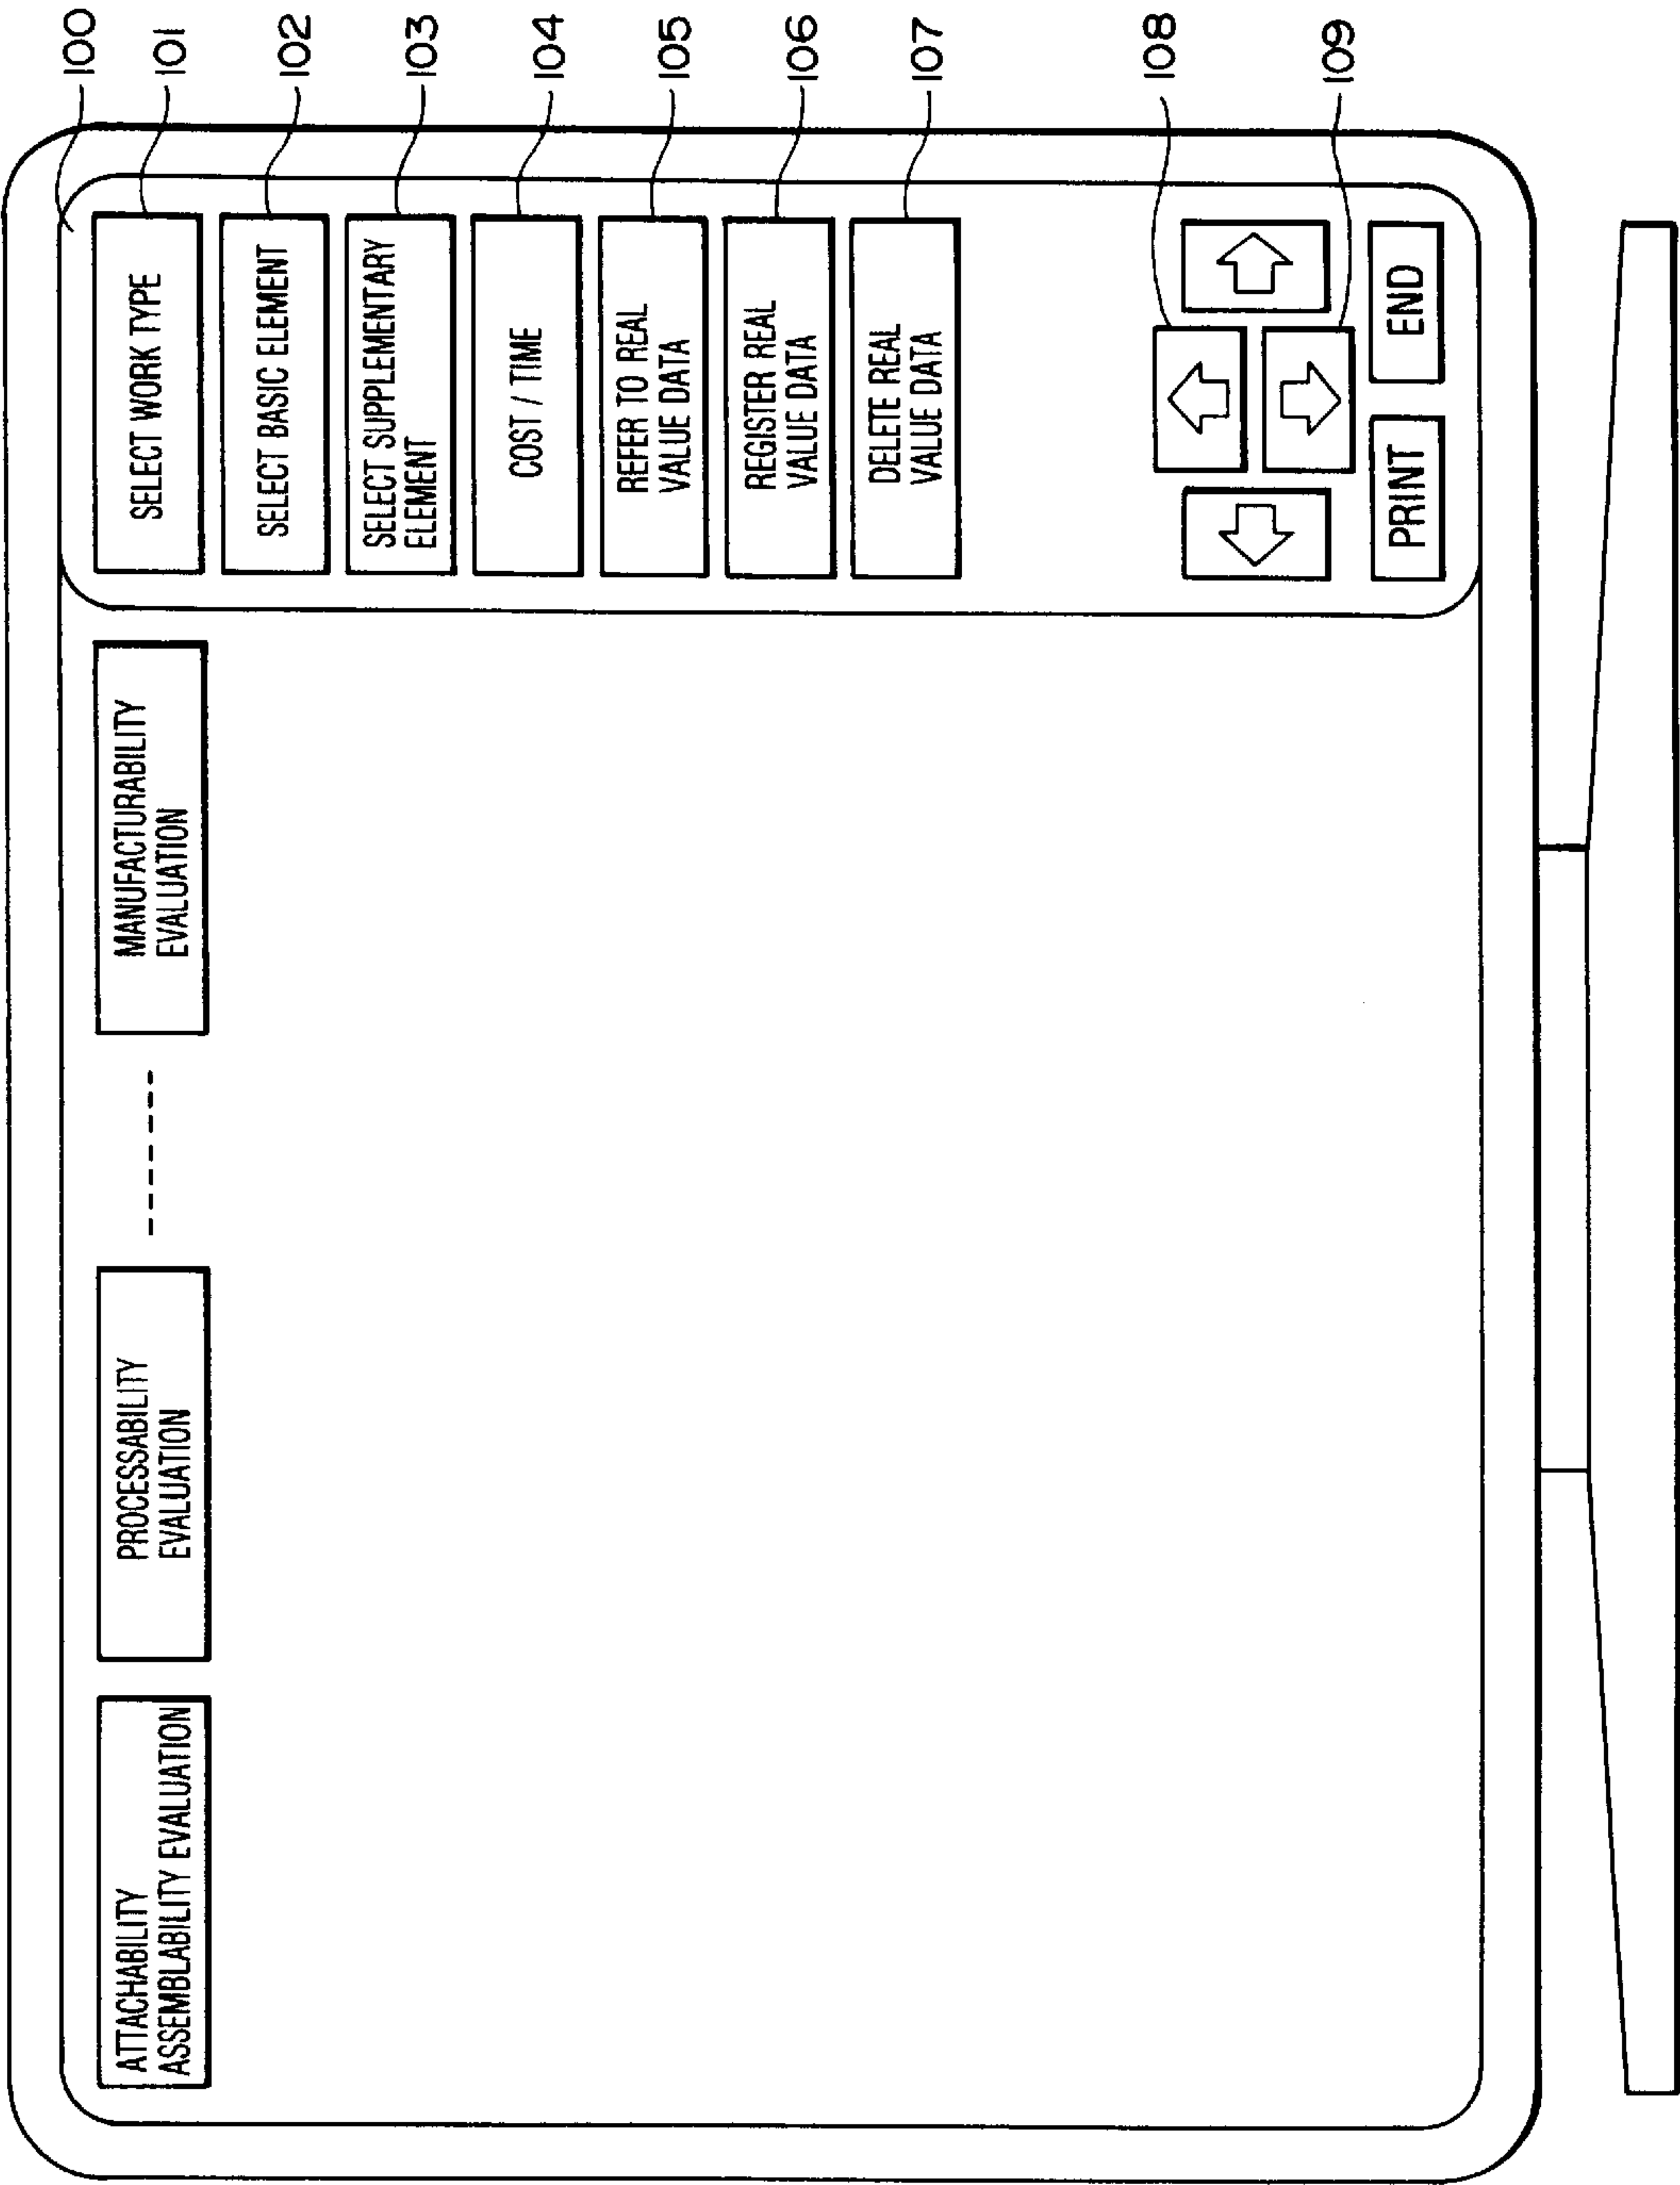 ATTACHABILITY
ASSEMBLABILITY EVALUATION
PROCESSABILITY
EVALUATION
MANUFACTURABILITY
EVALUATION
SELECT WORK TYPE
SELECT BASIC ELEMENT
SELECT SUPPLEMENTARY
ELEMENT
COST / TIME
REFER TO REAL
VALUE DATA
REGISTER REAL
VALUE DATA
DELETE REAL
VALUE DATA
PRINT
END
100
101
102
103
104
105
106
107
108
109